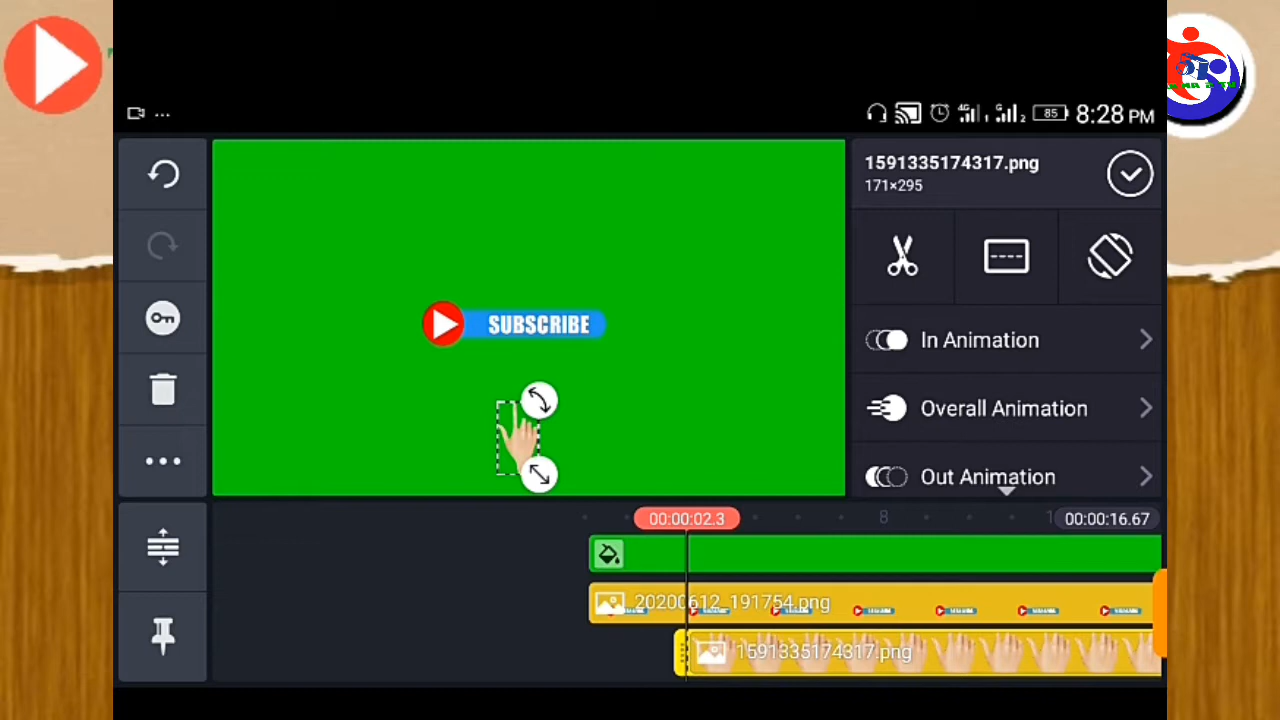 8:28 PM
85
1591335174317.png
171×295
SUBSCRIBE
In Animation
Overall Animation
Out Animation
00:00:02.3
8
00:00:16.67
20200612_191754.png
1591335174317.png